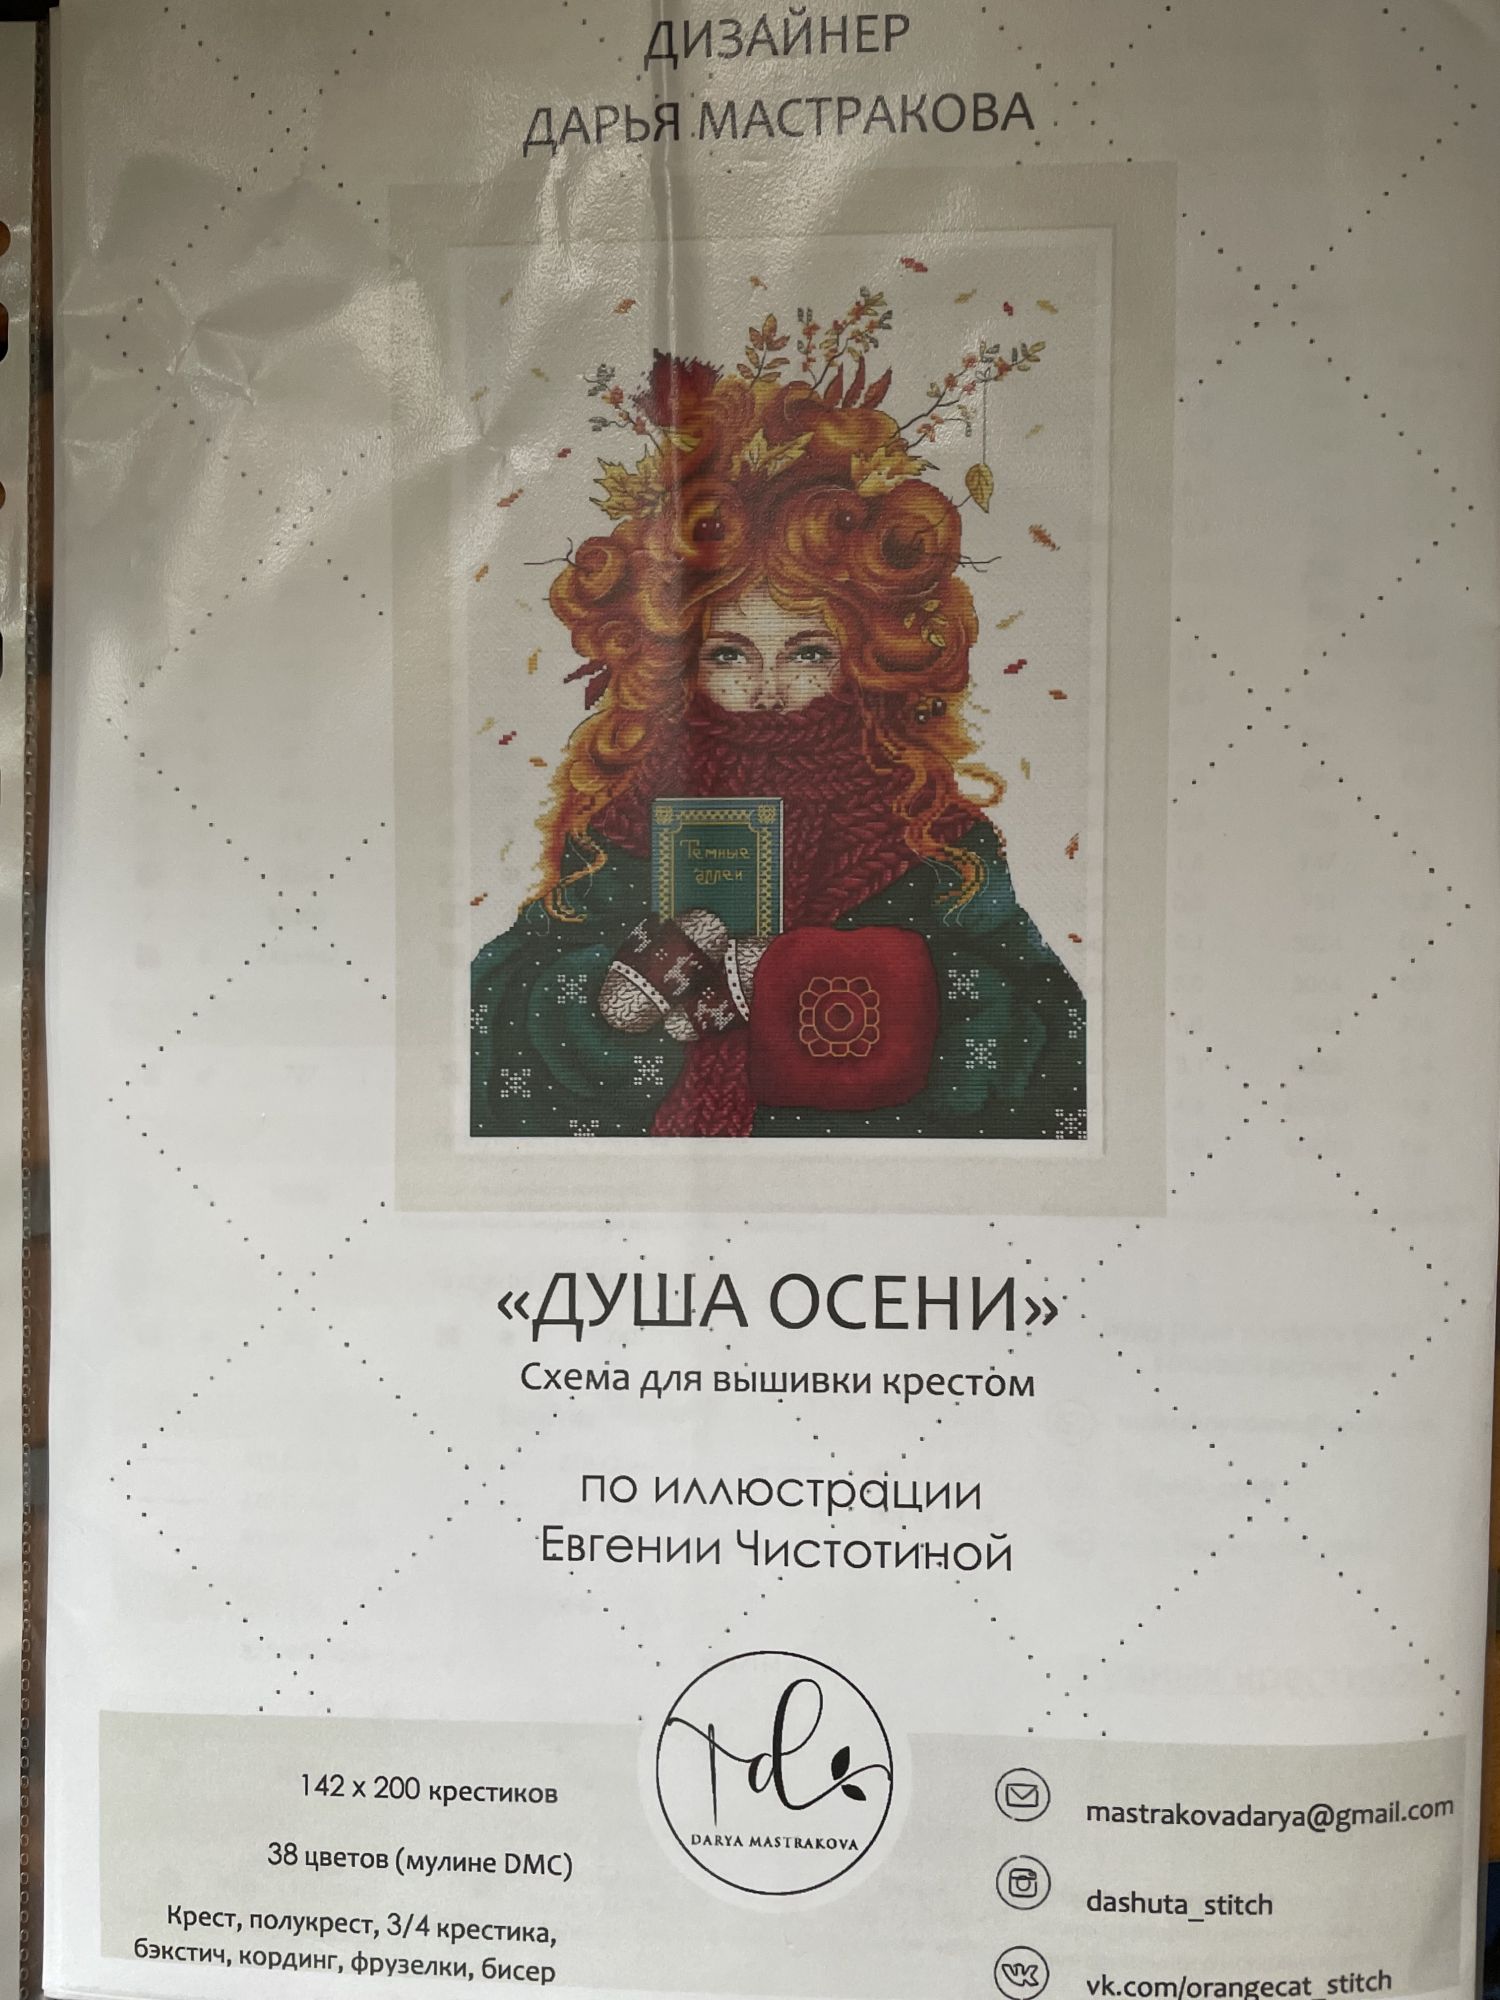 ДИЗАЙНЕР
ДАРЬЯ МАСТРАКОВА
Темные
аллеи
«ДУША ОСЕНИ»
Схема для вышивки крестом
по иллюстрации
Евгении Чистотиной
Td
DARYA MASTRAKOVA
142 x 200 крестиков
38 цветов (мулине DMC)
Крест, полукрест, 3/4 крестика,
бэкстич, кординг, фрузелки, бисер
mastrakovadarya@gmail.com
dashuta_stitch
vk.com/orangecat_stitch